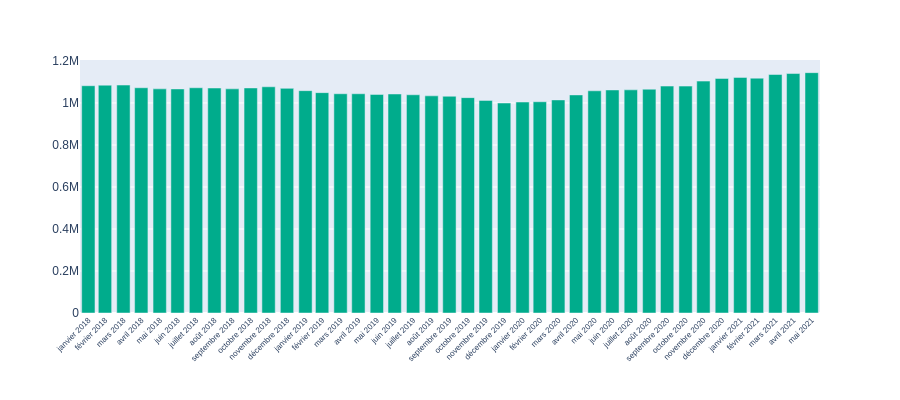 1.2M
1M
0.8M
0.6M
0.4M
0.2M
0
janvier 2018
février 2018
mars 2018
avril 2018
mai 2018
juin 2018
juillet 2018
août 2018
septembre 2018
octobre 2018
novembre 2018
décembre 2018
janvier 2019
février 2019
mars 2019
avril 2019
mai 2019
juin 2019
juillet 2019
août 2019
septembre 2019
octobre 2019
novembre 2019
décembre 2019
janvier 2020
février 2020
mars 2020
avril 2020
mai 2020
juin 2020
juillet 2020
août 2020
septembre 2020
octobre 2020
novembre 2020
décembre 2020
janvier 2021
février 2021
mars 2021
avril 2021
mai 2021